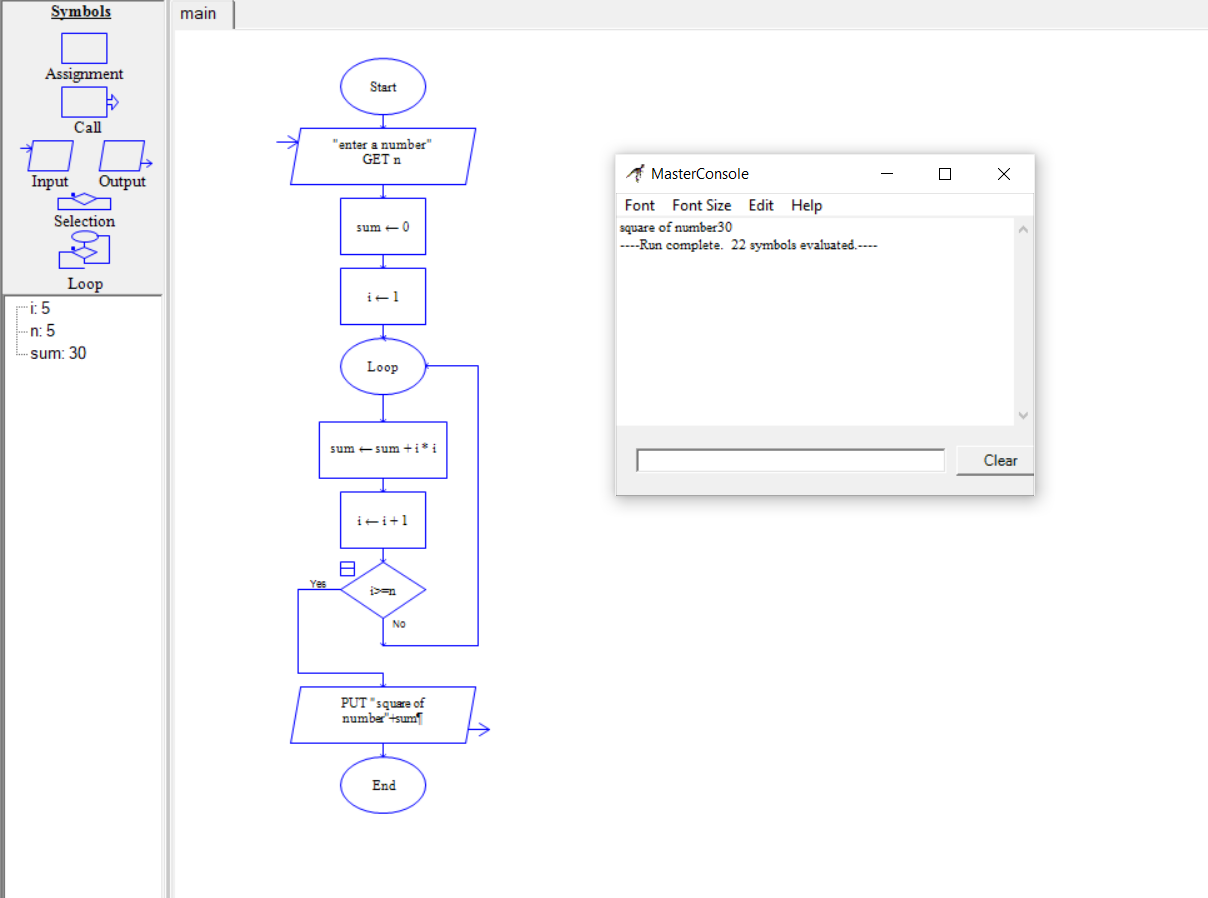 Symbols
Assignment
Call
Input
Output
Selection
Loop
i: 5
n: 5
sum: 30
main
Start
"enter a number"
GET n
sum ← 0
i ← 1
Loop
sum ← sum + i * i
i ← i + 1
Yes
i>=n
No
PUT "square of
number"+sum¶
End
MasterConsole
Font Font Size Edit Help
square of number30
----Run complete. 22 symbols evaluated.----
Clear